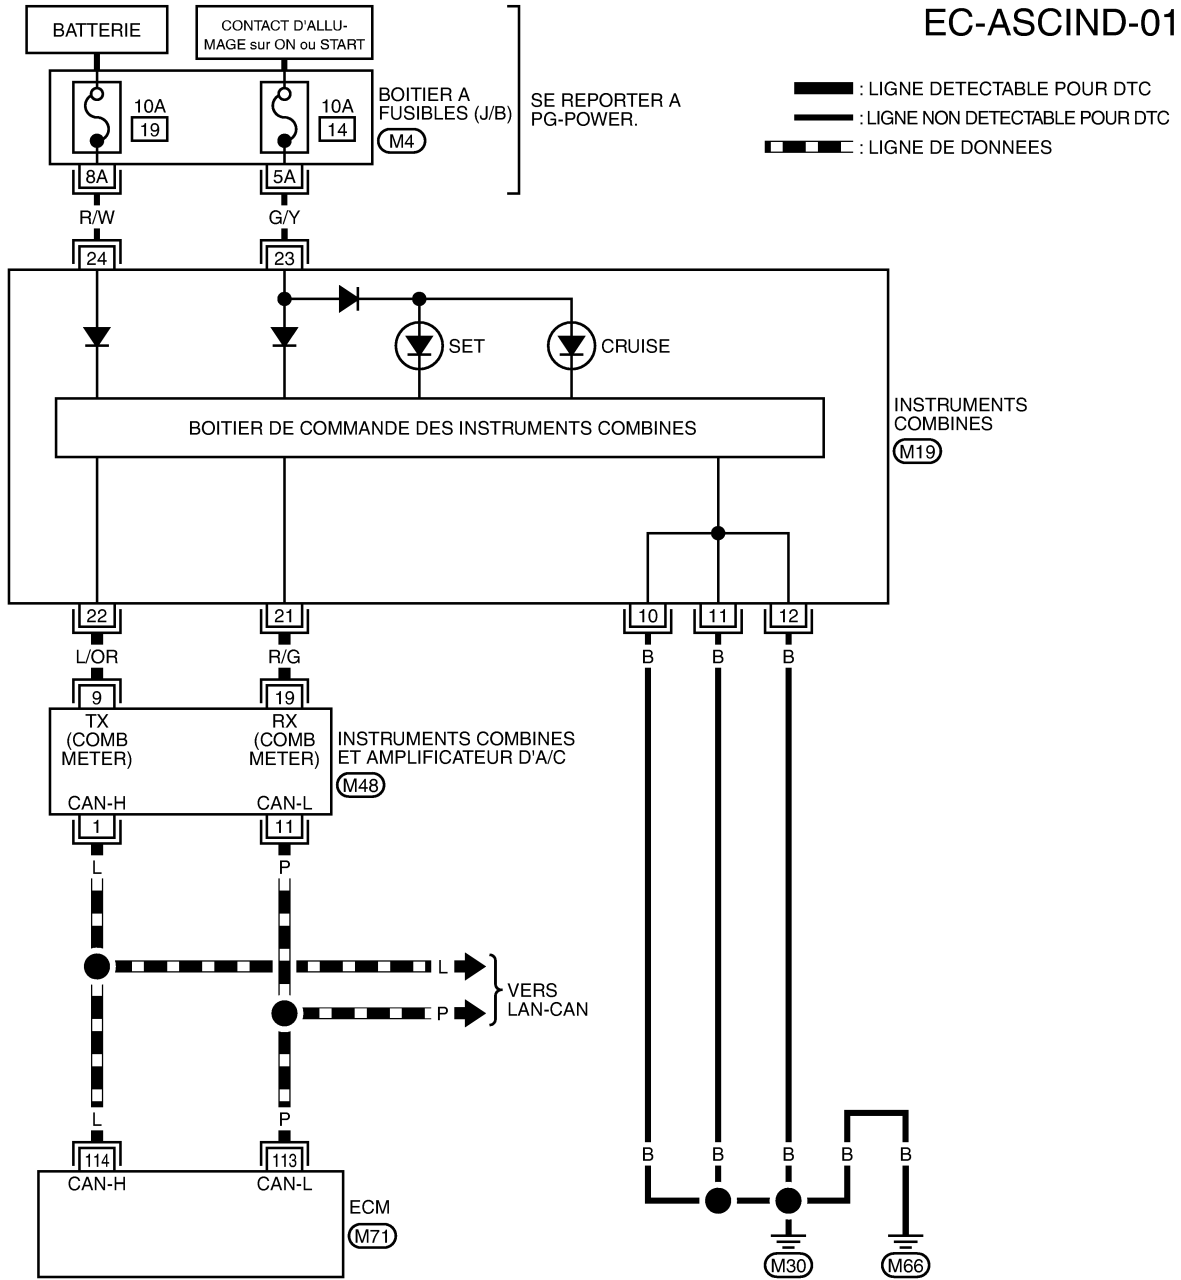 EC-ASCIND-01
BATTERIE
CONTACT D'ALLU-
MAGE sur ON ou START
10A
19
10A
14
BOITIER A
FUSIBLES (J/B)
M4
SE REPORTER A
PG-POWER.
: LIGNE DETECTABLE POUR DTC
: LIGNE NON DETECTABLE POUR DTC
: LIGNE DE DONNEES
8A
5A
R/W
G/Y
24
23
SET
CRUISE
BOITIER DE COMMANDE DES INSTRUMENTS COMBINES
INSTRUMENTS
COMBINES
M19
22
21
10
11
12
L/OR
R/G
B
B
B
9
19
TX
(COMB
METER)
RX
(COMB
METER)
INSTRUMENTS COMBINES
ET AMPLIFICATEUR D'A/C
M48
CAN-H
CAN-L
1
11
L
P
L
P
VERS
LAN-CAN
L
P
B
B
B
B
B
114
113
CAN-H
CAN-L
ECM
M71
M30
M66